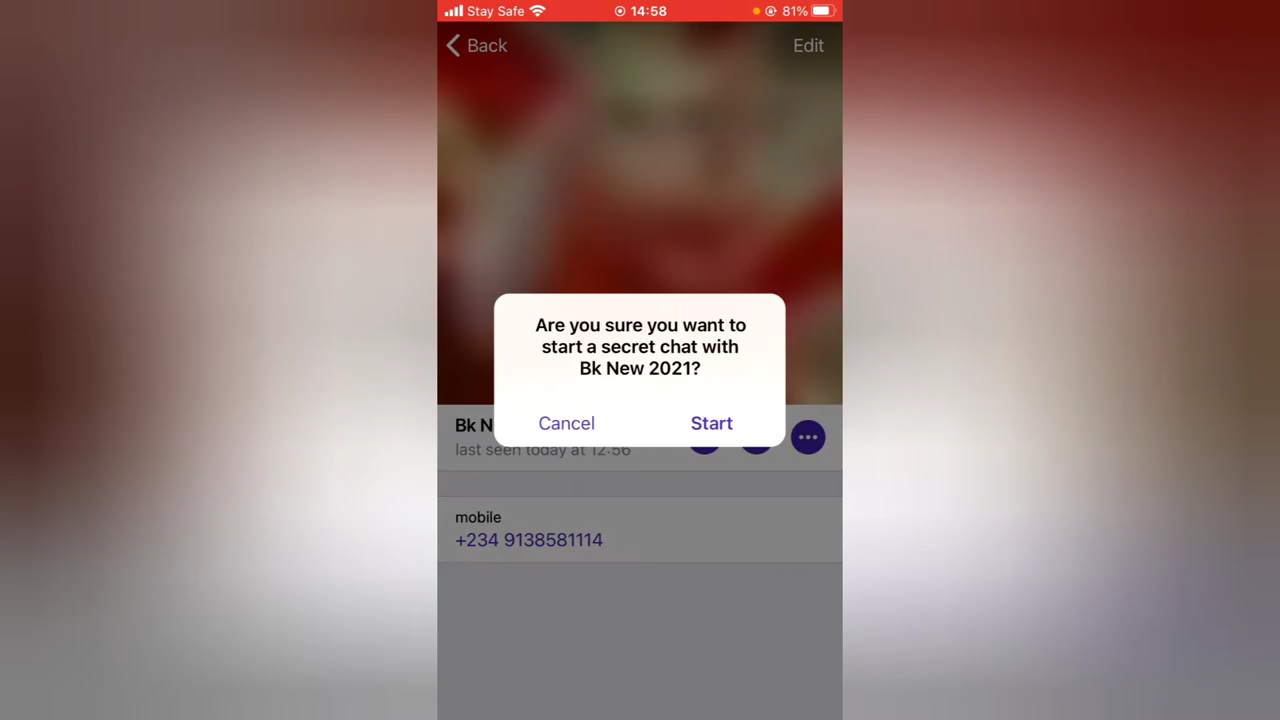 Stay Safe 14:58 81%
Back Edit
Are you sure you want to
start a secret chat with
Bk New 2021?
Cancel Start
Bk N
last seen today at 12:56
mobile
+234 9138581114